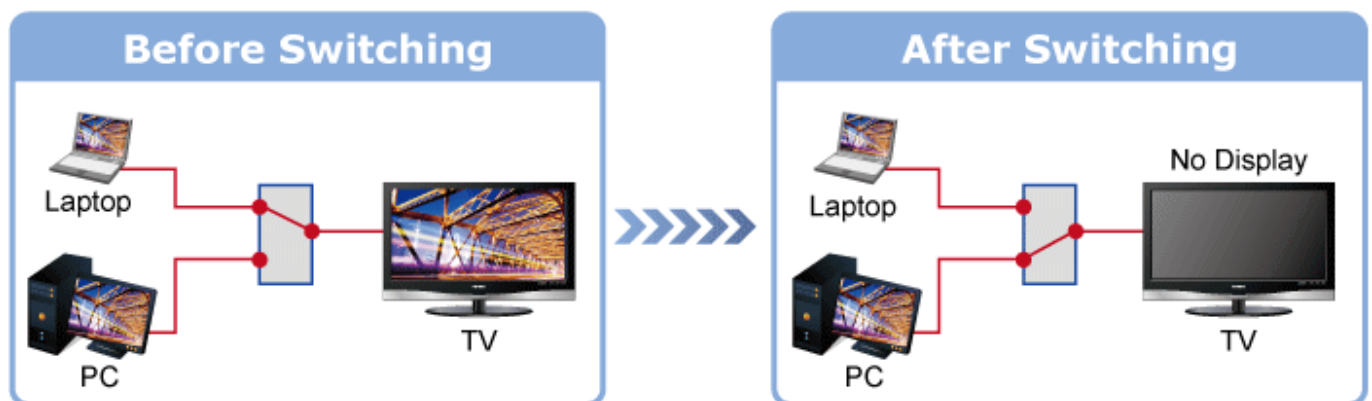 Before Switching
Laptop
PC
TV
After Switching
Laptop
PC
No Display
TV